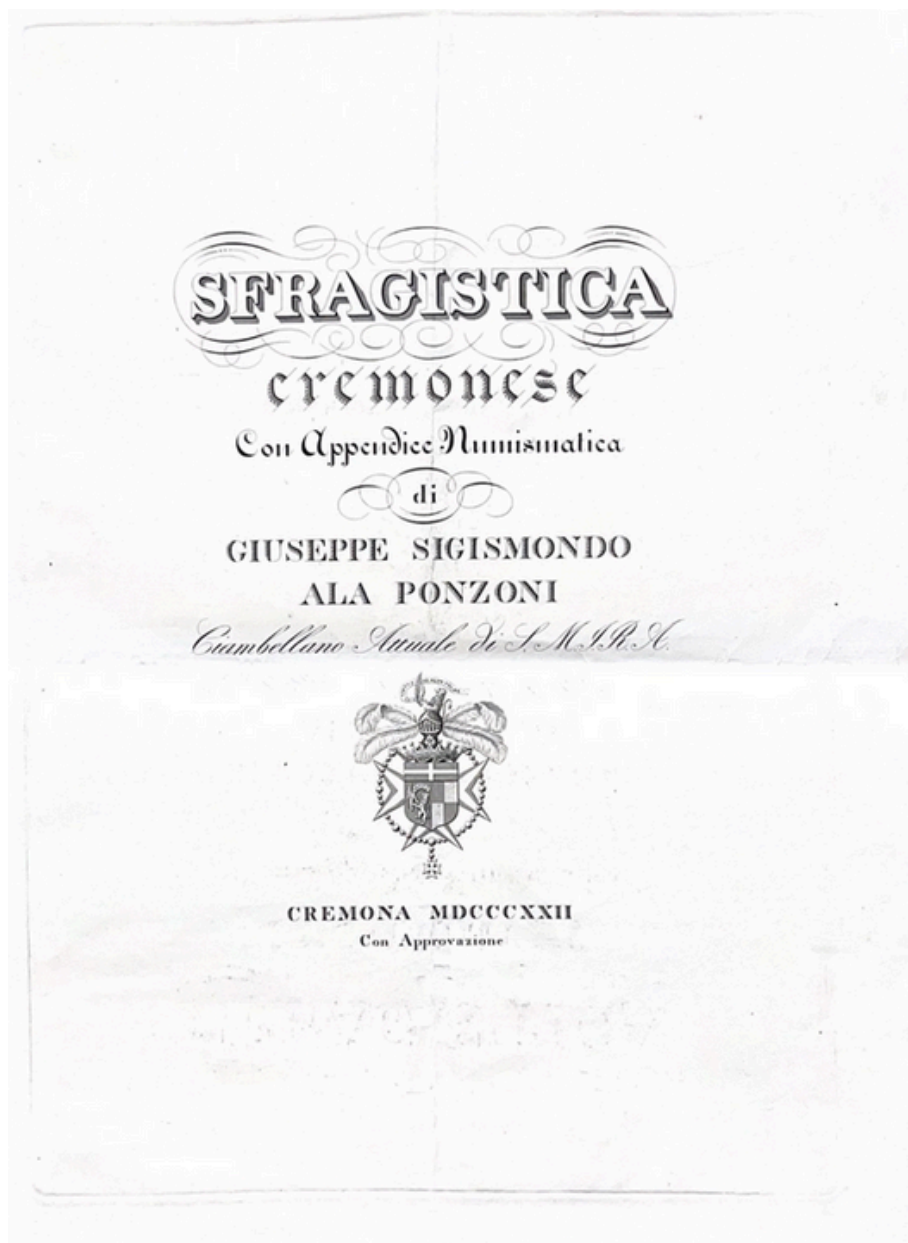 SFRAGISTICA
cremonese
Con Appendice Numismatica
di
GIUSEPPE SIGISMONDO
ALA PONZONI
Ciambellano Attuale di S. M. I. R. A.
CREMONA MDCCCXXII
Con Approvazione